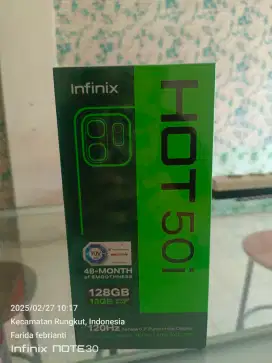 Infinix
HOT 50i
48-MONTH
128GB
120Hz
2025/02/27 10:17
Kecamatan Rungkut, Indonesia
Farida febrianti
Infinix NOTE30